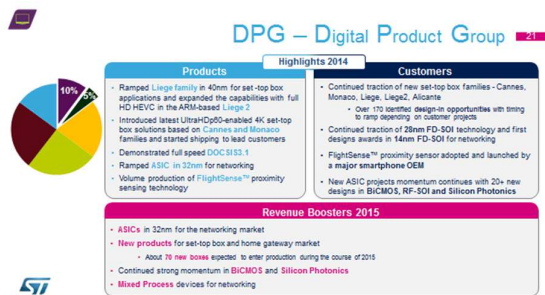 DPG – Digital Product Group
21
Highlights 2014
Products
Customers
10%
5%
• Ramped Liege family in 40nm for set-top box
applications and expanded the capabilities with full
HD HEVC in the ARM-based Liege 2
• Introduced latest UltraHDp60-enabled 4K set-top
box solutions based on Cannes and Monaco
families and started shipping to lead customers
• Demonstrated full speed DOCSIS3.1
• Ramped ASIC in 32nm for networking
• Volume production of FlightSense™ proximity
sensing technology
• Continued traction of new set-top box families - Cannes,
Monaco, Liege, Liege2, Alicante
• Over 170 identified design-in opportunities with timing
to ramp depending on customer projects
• Continued traction of 28nm FD-SOI technology and first
designs awards in 14nm FD-SOI for networking
• FlightSense™ proximity sensor adopted and launched by
a major smartphone OEM
• New ASIC projects momentum continues with 20+ new
designs in BiCMOS, RF-SOI and Silicon Photonics
Revenue Boosters 2015
• ASICs in 32nm for the networking market
• New products for set-top box and home gateway market
• About 70 new boxes expected to enter production during the course of 2015
• Continued strong momentum in BiCMOS and Silicon Photonics
• Mixed Process devices for networking
ST